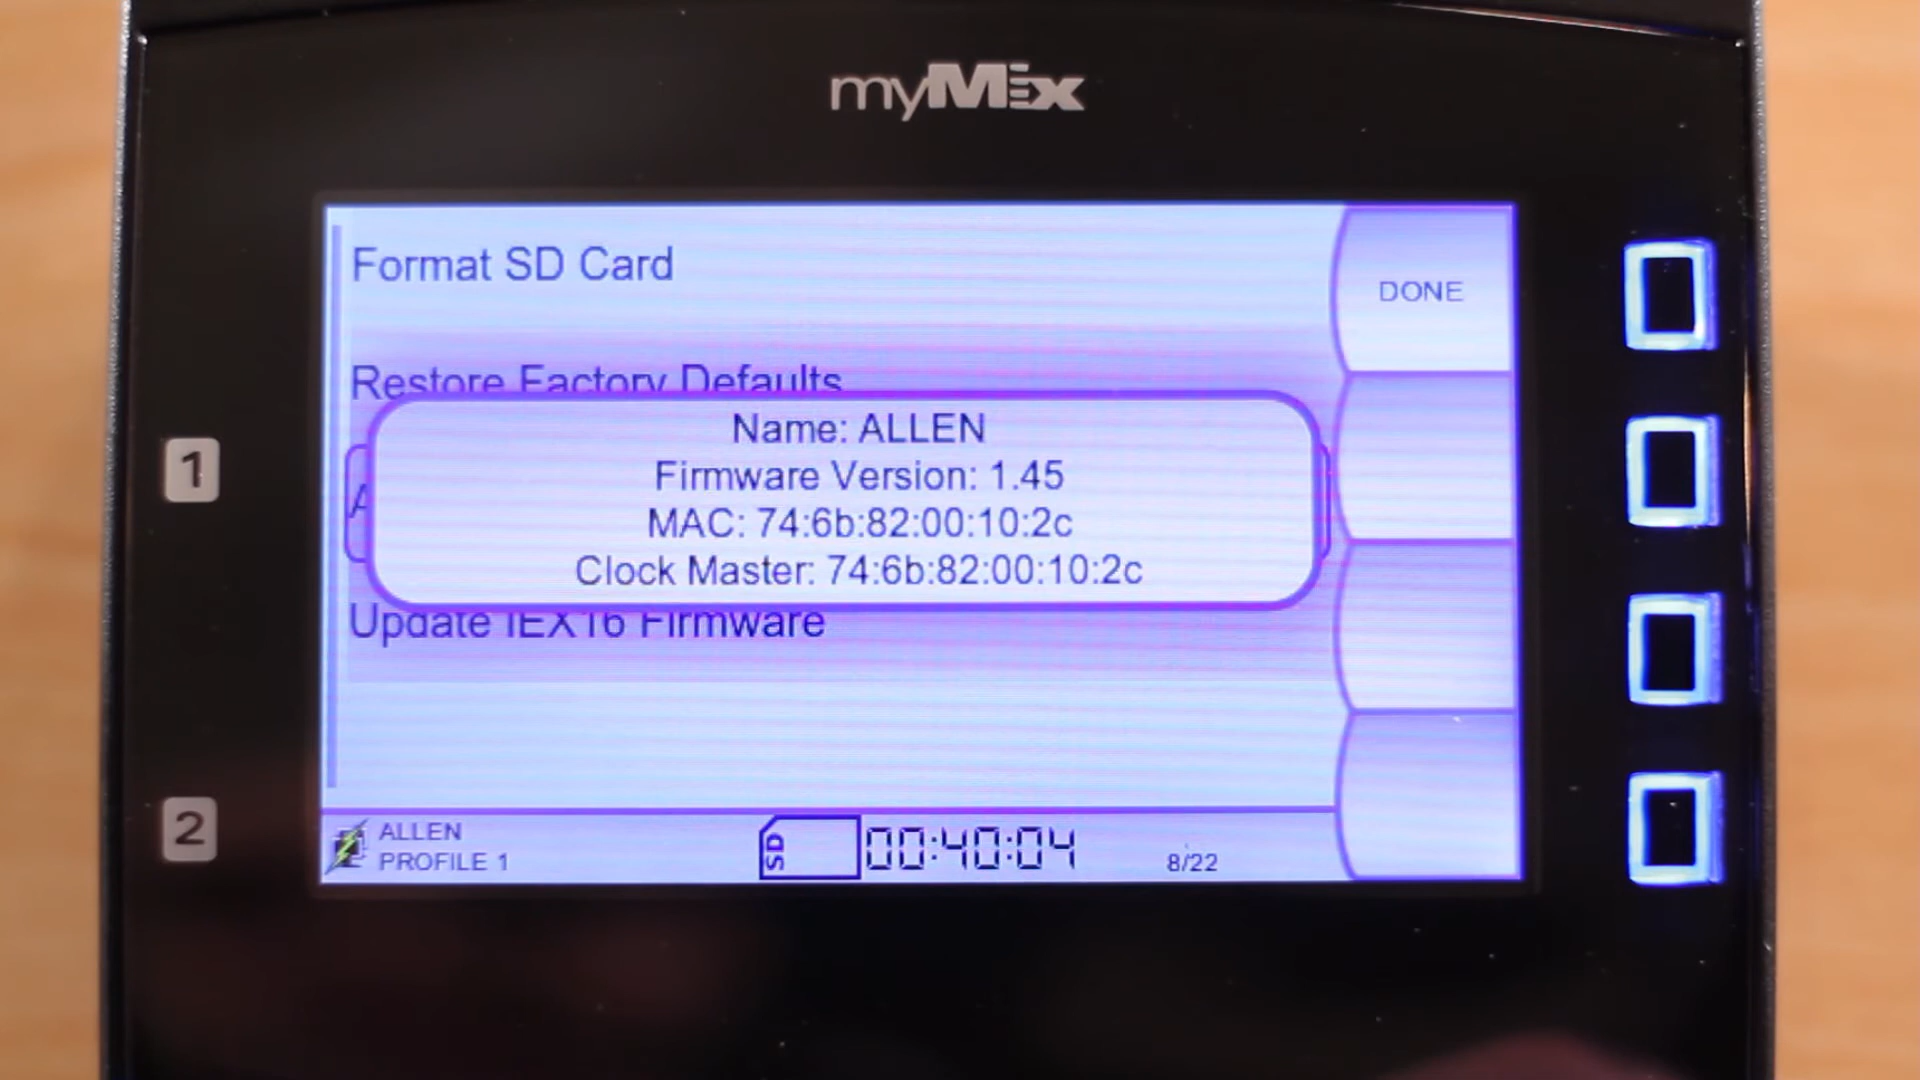 myMix
Format SD Card
DONE
Restore Factory Defaults
Name: ALLEN
Firmware Version: 1.45
MAC: 74:6b:82:00:10:2c
Clock Master: 74:6b:82:00:10:2c
Update IEX16 Firmware
1
2
ALLEN
PROFILE 1
SD
00:40:04
8/22